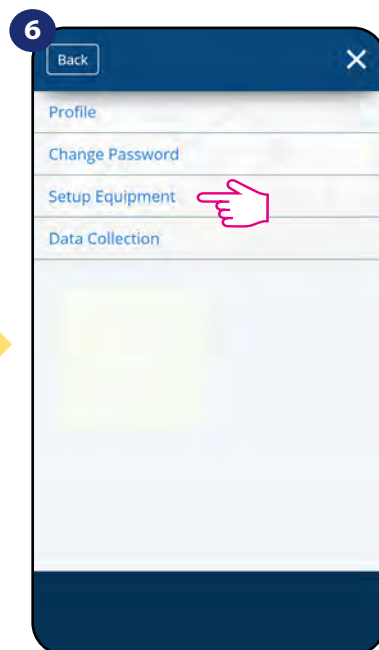 6
Back
Profile
Change Password
Setup Equipment
Data Collection